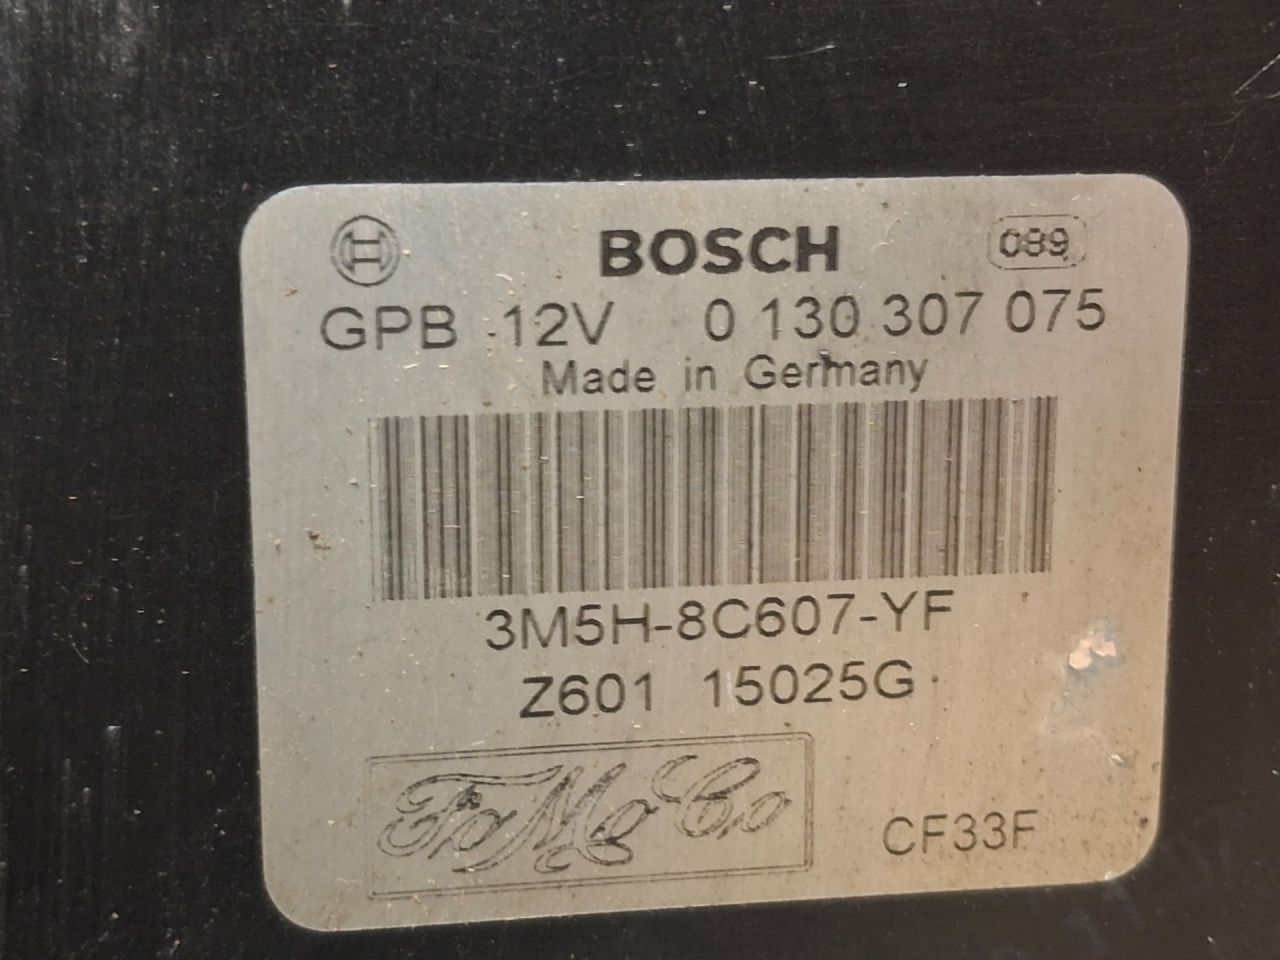 BOSCH 089
GPB 12V 0 130 307 075
Made in Germany
3M5H-8C607-YF
Z601 15025G
FoMoCo
CF33F